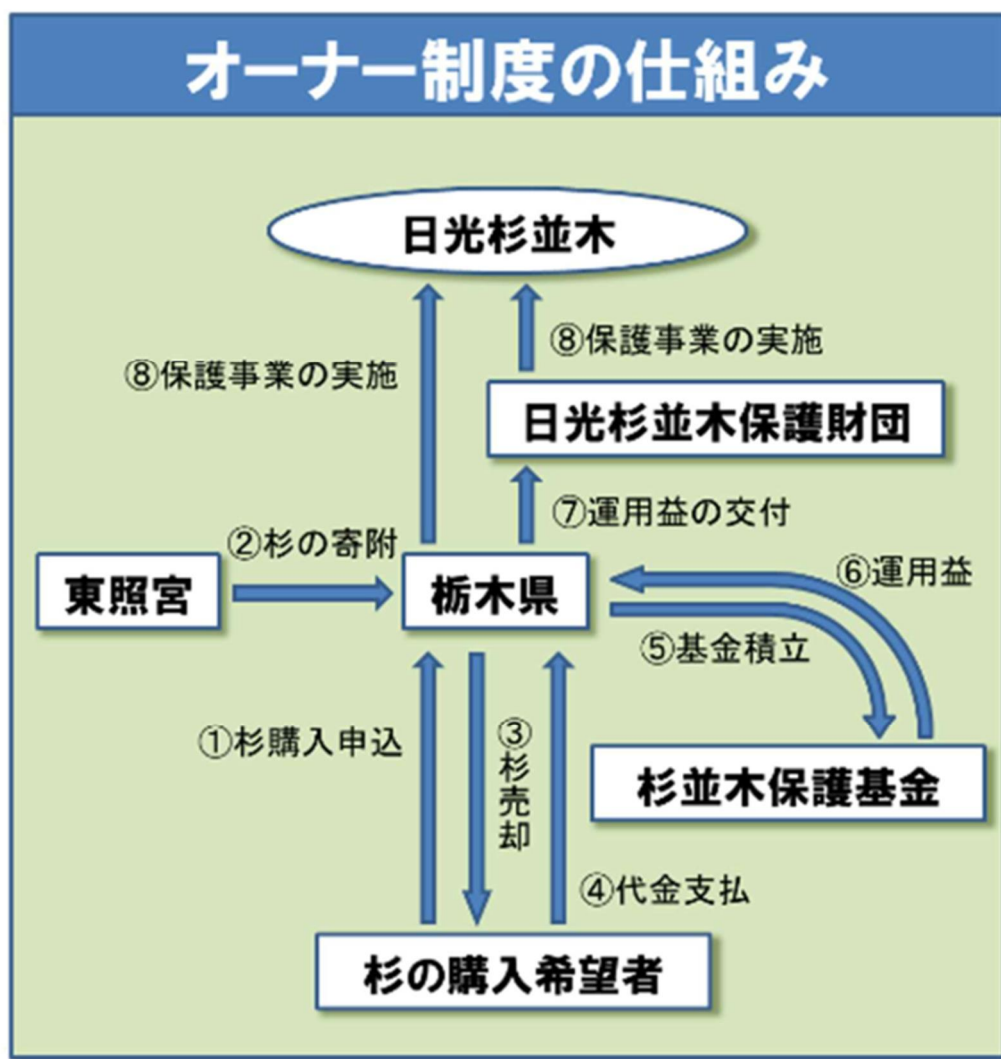 オーナー制度の仕組み
日光杉並木
⑧保護事業の実施
⑧保護事業の実施
日光杉並木保護財団
⑦運用益の交付
②杉の寄附
東照宮
栃木県
⑥運用益
⑤基金積立
①杉購入申込
③杉売却
杉並木保護基金
④代金支払
杉の購入希望者